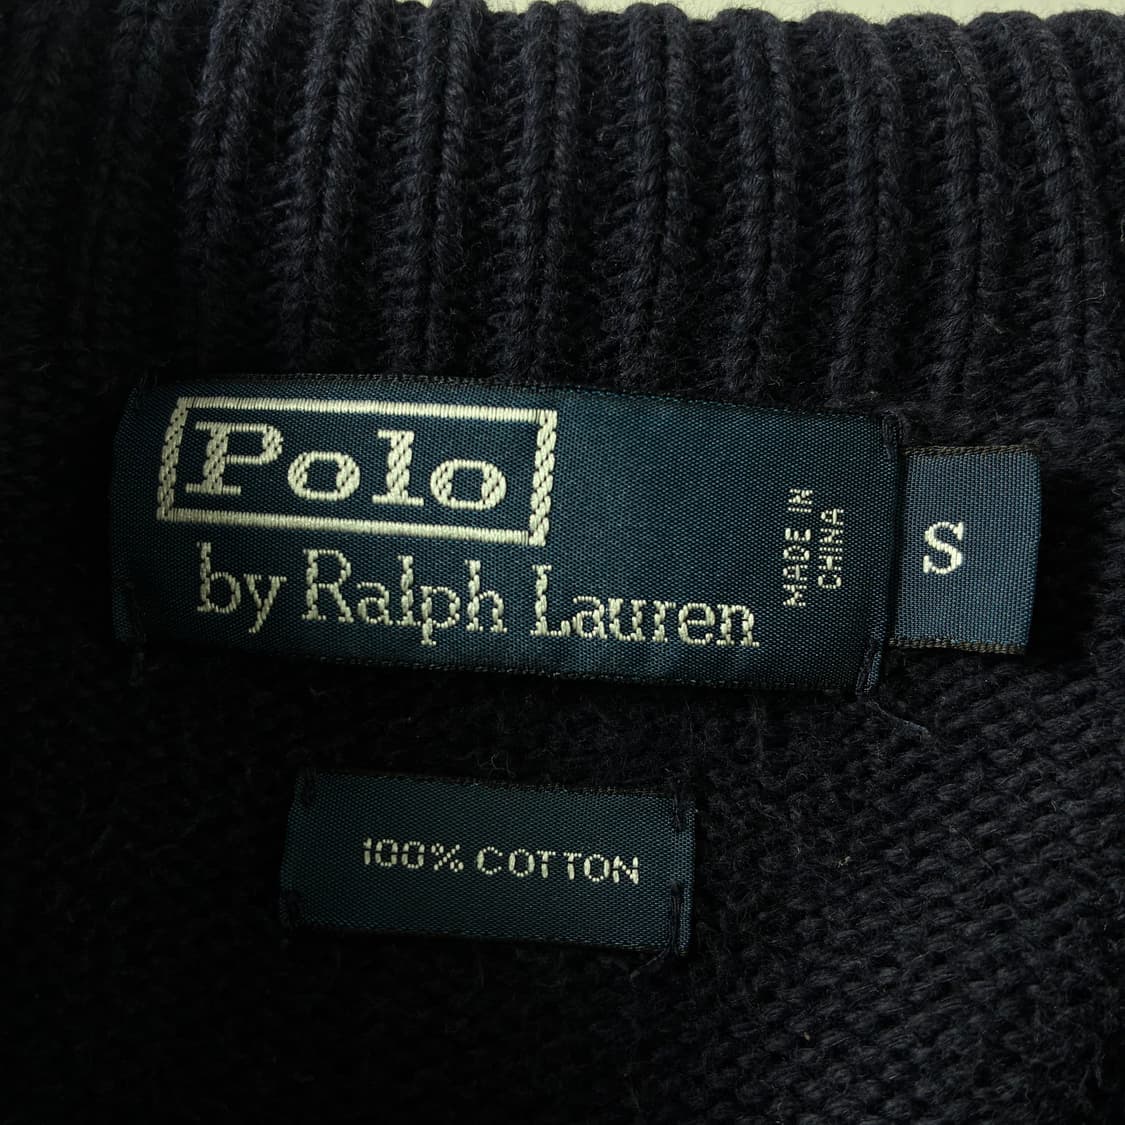 Polo
by Ralph Lauren
MADE IN
CHINA
S
100% COTTON